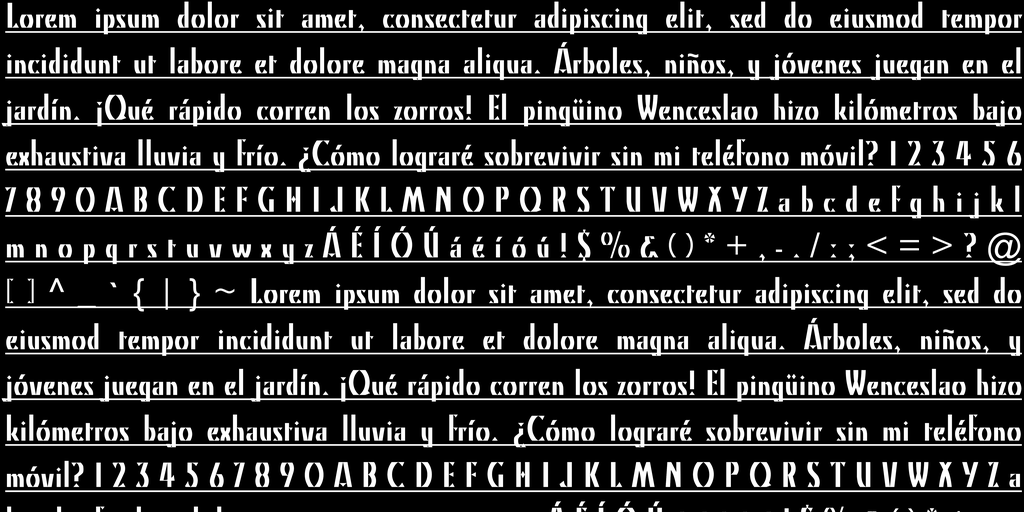 Lorem ipsum dolor sit amet, consectetur adipiscing elit, sed do eiusmod tempor
incididunt ut labore et dolore magna aliqua. Árboles, niños, y jóvenes juegan en el
jardín. ¡Qué rápido corren los zorros! El pingüino Wenceslao hizo kilómetros bajo
exhaustiva lluvia y frío. ¿Cómo lograré sobrevivir sin mi teléfono móvil? 1 2 3 4 5 6
7 8 9 0 A B C D E F G H I J K L M N O P Q R S T U V W X Y Z a b c d e f g h i j k l
m n o p q r s t u v w x y z Á É Í Ó Ú á é í ó ú ! $ % & ( ) * + , - . / : ; < = > ? @
[ ] ^ _ ` { | } ~ Lorem ipsum dolor sit amet, consectetur adipiscing elit, sed do
eiusmod tempor incididunt ut labore et dolore magna aliqua. Árboles, niños, y
jóvenes juegan en el jardín. ¡Qué rápido corren los zorros! El pingüino Wenceslao hizo
kilómetros bajo exhaustiva lluvia y frío. ¿Cómo lograré sobrevivir sin mi teléfono
móvil? 1 2 3 4 5 6 7 8 9 0 A B C D E F G H I J K L M N O P Q R S T U V W X Y Z a